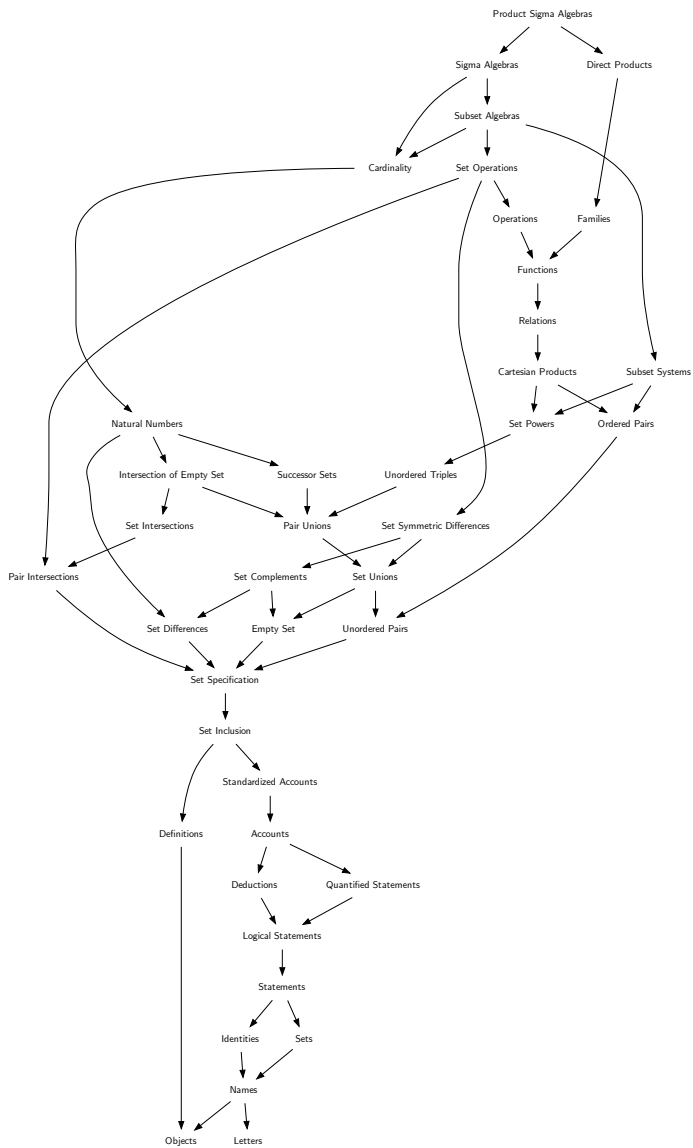 Product Sigma Algebras
Sigma Algebras
Direct Products
Subset Algebras
Cardinality
Set Operations
Operations
Families
Functions
Relations
Cartesian Products
Subset Systems
Natural Numbers
Set Powers
Ordered Pairs
Intersection of Empty Set
Successor Sets
Unordered Triples
Set Intersections
Pair Unions
Set Symmetric Differences
Pair Intersections
Set Complements
Set Unions
Set Differences
Empty Set
Unordered Pairs
Set Specification
Set Inclusion
Standardized Accounts
Definitions
Accounts
Deductions
Quantified Statements
Logical Statements
Statements
Identities
Sets
Names
Objects
Letters